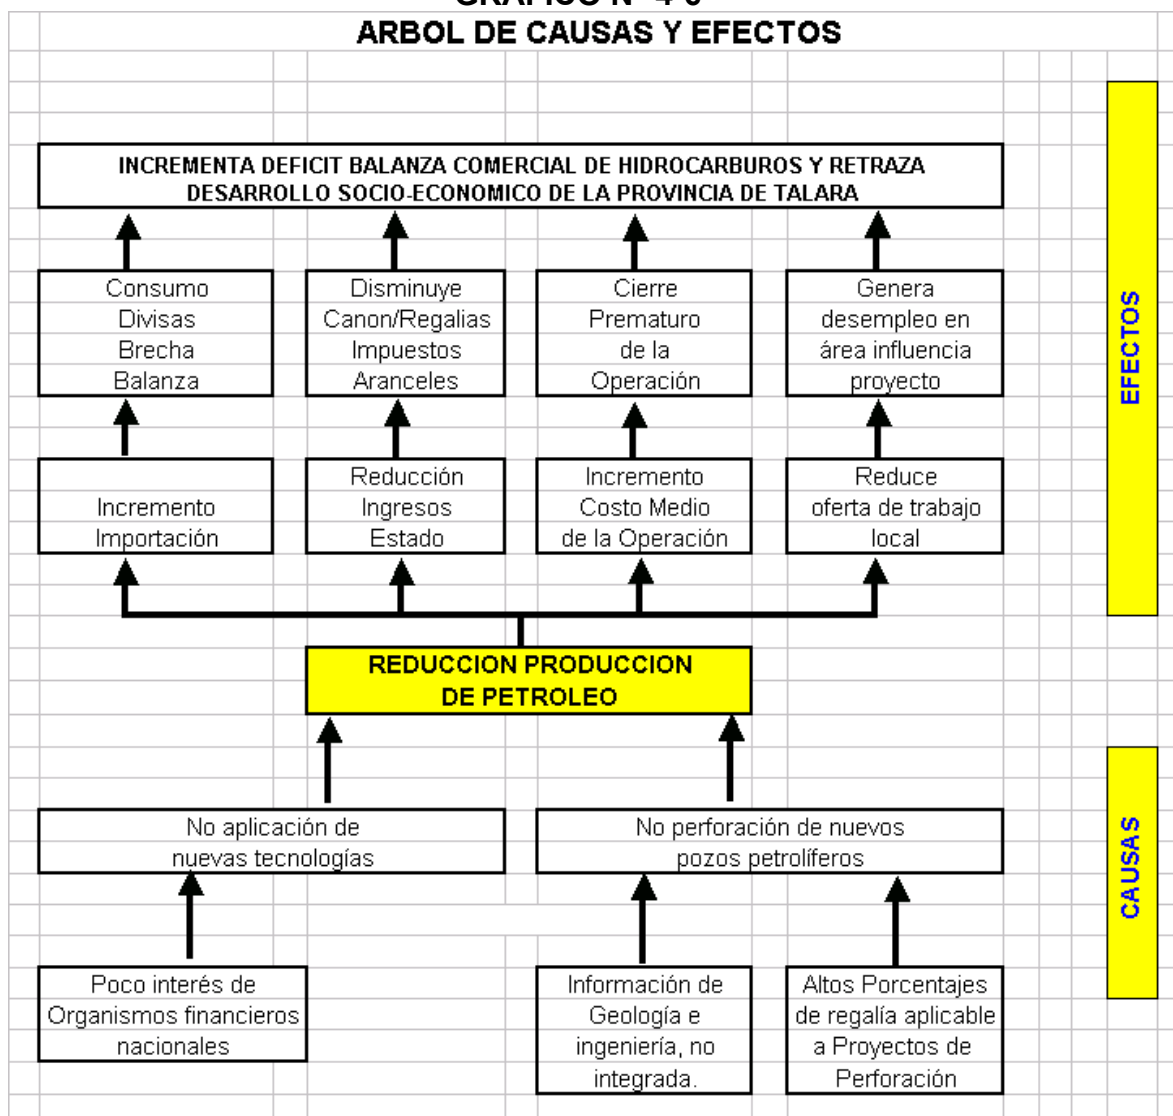 ARBOL DE CAUSAS Y EFECTOS
INCREMENTA DEFICIT BALANZA COMERCIAL DE HIDROCARBUROS Y RETRAZA
DESARROLLO SOCIO-ECONOMICO DE LA PROVINCIA DE TALARA
Consumo
Divisas
Brecha
Balanza
Disminuye
Canon/Regalias
Impuestos
Aranceles
Cierre
Prematuro
de la
Operación
Genera
desempleo en
área influencia
proyecto
EFECTOS
Incremento
Importación
Reducción
Ingresos
Estado
Incremento
Costo Medio
de la Operación
Reduce
oferta de trabajo
local
REDUCCION PRODUCCION
DE PETROLEO
No aplicación de
nuevas tecnologías
No perforación de nuevos
pozos petrolíferos
CAUSAS
Poco interés de
Organismos financieros
nacionales
Información de
Geología e
ingeniería, no
integrada.
Altos Porcentajes
de regalía aplicable
a Proyectos de
Perforación